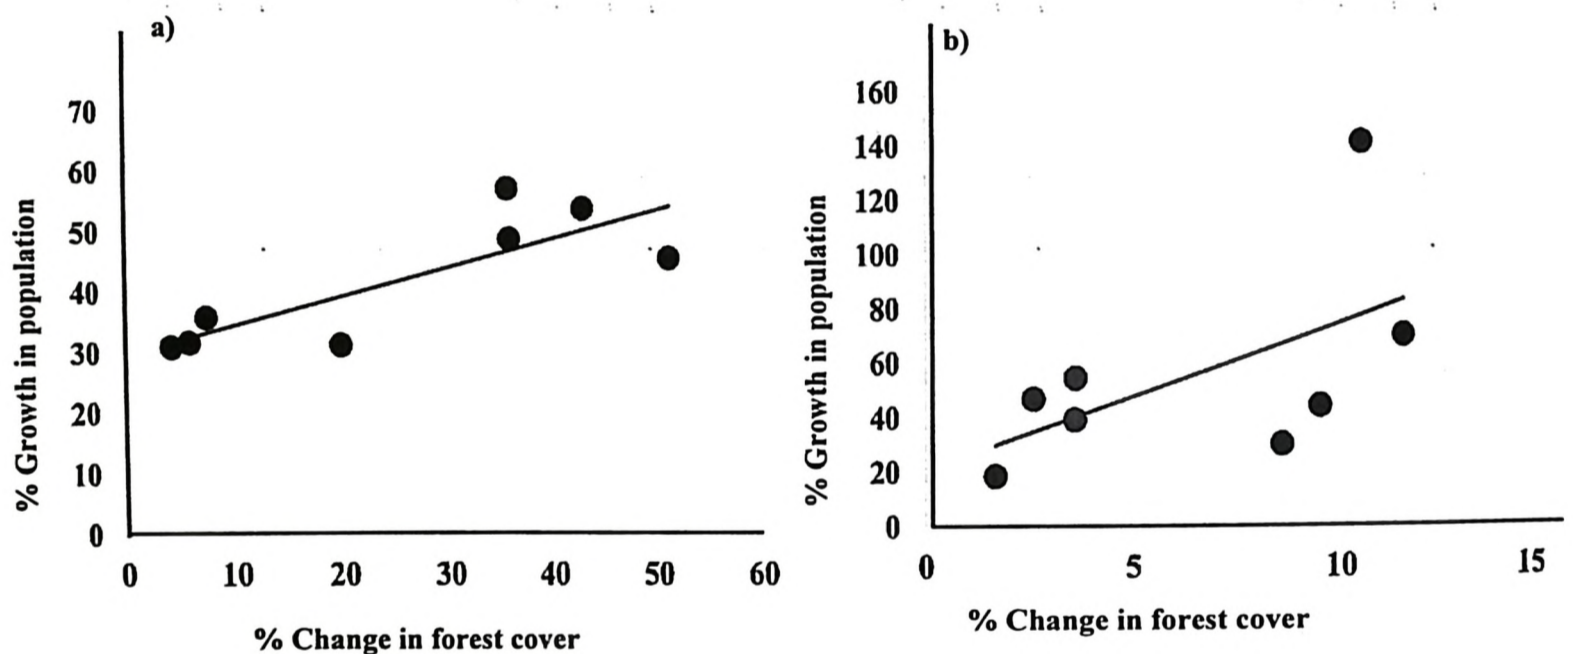 a)
70
60
50
40
30
20
10
0
% Growth in population
0 10 20 30 40 50 60
% Change in forest cover
b)
160
140
120
100
80
60
40
20
0
% Growth in population
0 5 10 15
% Change in forest cover